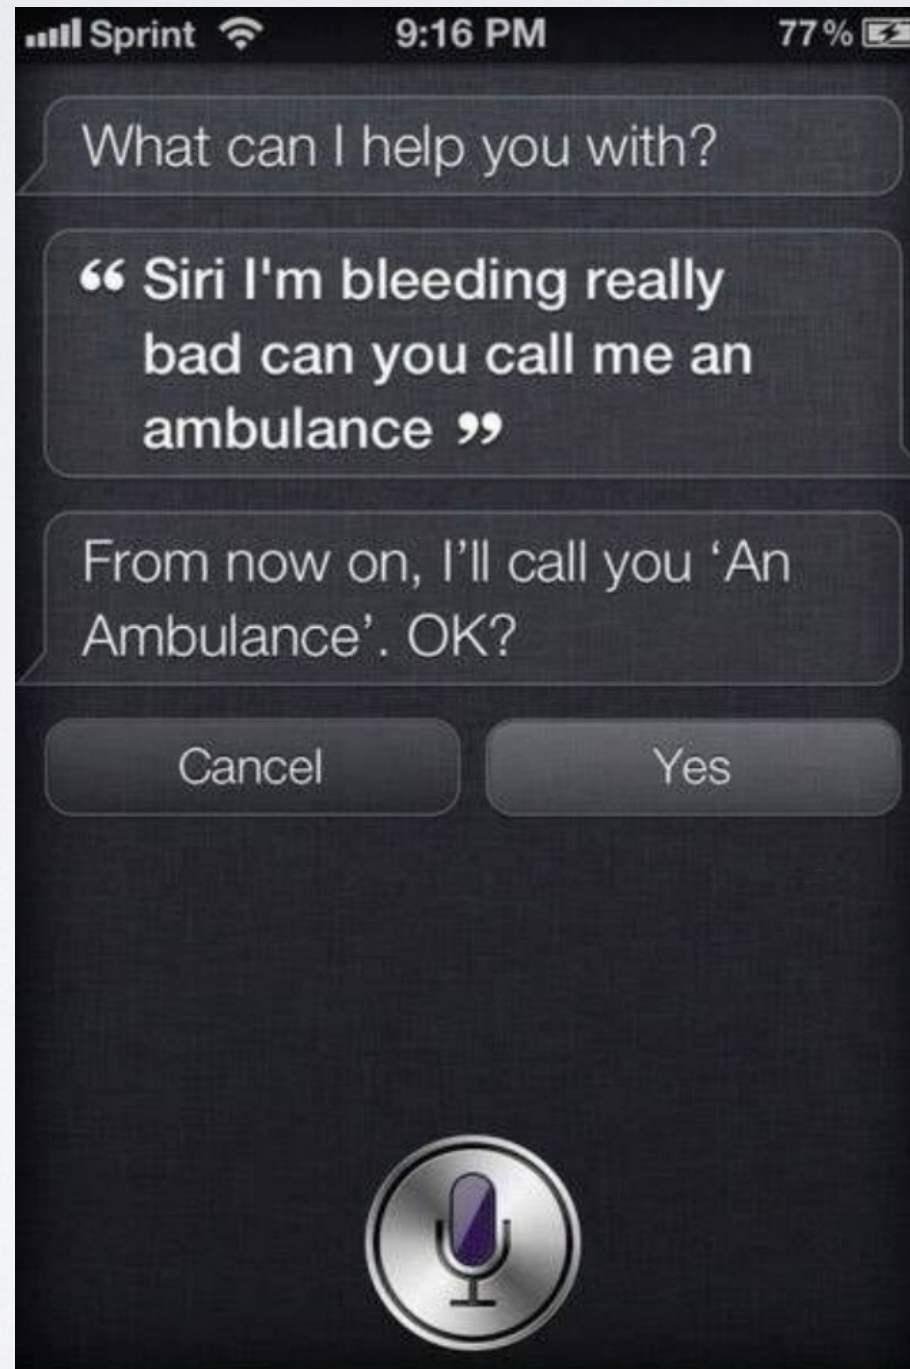 Sprint 9:16 PM 77%
What can I help you with?
“ Siri I'm bleeding really
bad can you call me an
ambulance ”
From now on, I’ll call you ‘An
Ambulance’. OK?
Cancel Yes